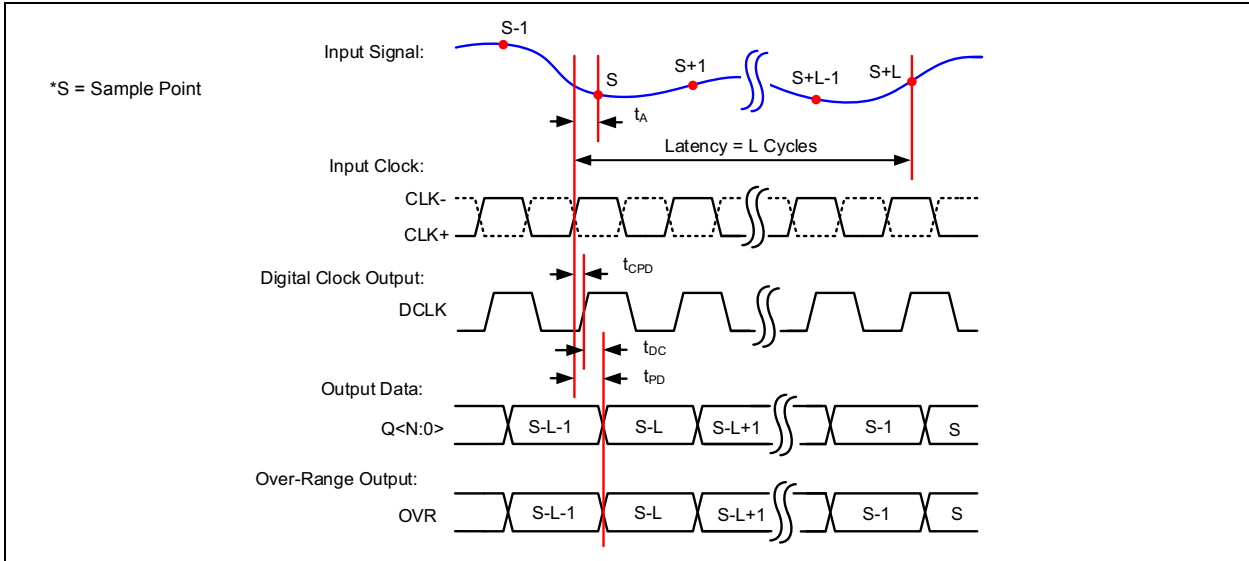 S-1
Input Signal:
*S = Sample Point
S
S+1
S+L-1
S+L
tA
Latency = L Cycles
Input Clock:
CLK-
CLK+
tCPD
Digital Clock Output:
DCLK
tDC
tPD
Output Data:
Q<N:0>
S-L-1
S-L
S-L+1
S-1
S
Over-Range Output:
OVR
S-L-1
S-L
S-L+1
S-1
S